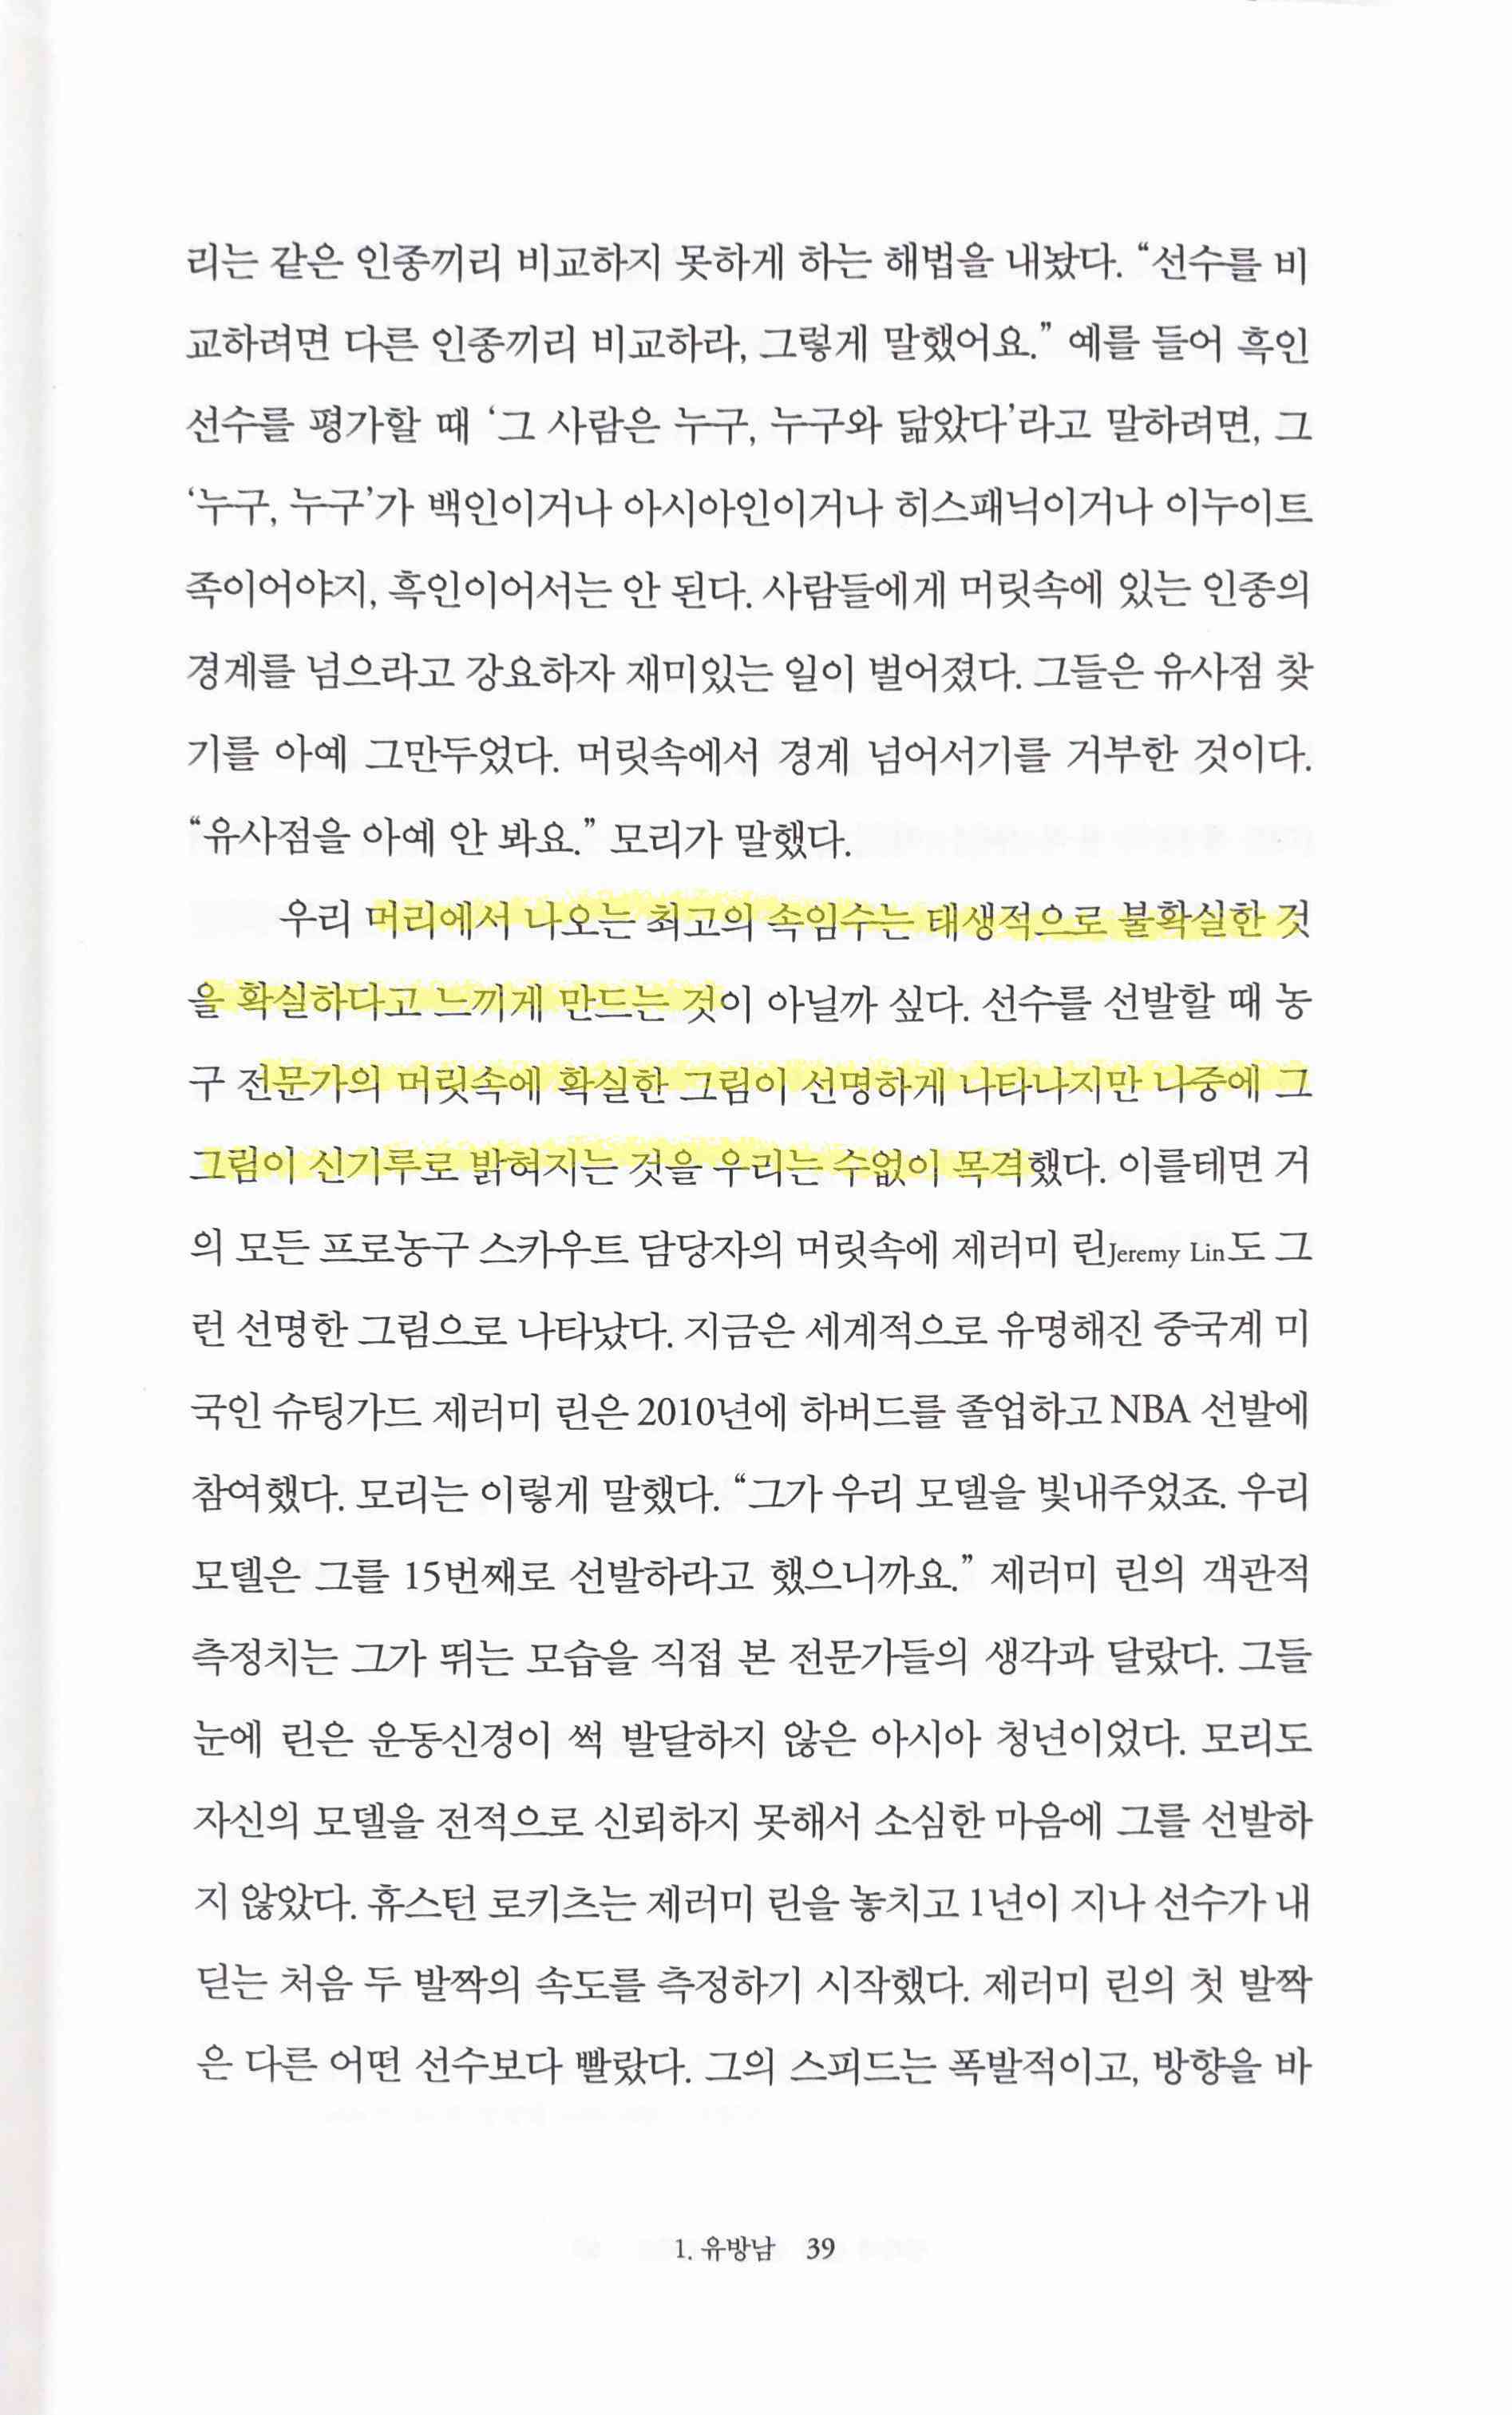 리는 같은 인종끼리 비교하지 못하게 하는 해법을 내놨다. “선수를 비
교하려면 다른 인종끼리 비교하라, 그렇게 말했어요.” 예를 들어 흑인
선수를 평가할 때 ‘그 사람은 누구, 누구와 닮았다’라고 말하려면, 그
‘누구, 누구’가 백인이거나 아시아인이거나 히스패닉이거나 이누이트
족이어야지, 흑인이어서는 안 된다. 사람들에게 머릿속에 있는 인종의
경계를 넘으라고 강요하자 재미있는 일이 벌어졌다. 그들은 유사점 찾
기를 아예 그만두었다. 머릿속에서 경계 넘어서기를 거부한 것이다.
“유사점을 아예 안 봐요.” 모리가 말했다.
우리 머리에서 나오는 최고의 속임수는 태생적으로 불확실한 것
을 확실하다고 느끼게 만드는 것이 아닐까 싶다. 선수를 선발할 때 농
구 전문가의 머릿속에 확실한 그림이 선명하게 나타나지만 나중에 그
그림이 신기루로 밝혀지는 것을 우리는 수없이 목격했다. 이를테면 거
의 모든 프로농구 스카우트 담당자의 머릿속에 제러미 린Jeremy Lin도 그
런 선명한 그림으로 나타났다. 지금은 세계적으로 유명해진 중국계 미
국인 슈팅가드 제러미 린은 2010년에 하버드를 졸업하고 NBA 선발에
참여했다. 모리는 이렇게 말했다. “그가 우리 모델을 빛내주었죠. 우리
모델은 그를 15번째로 선발하라고 했으니까요.” 제러미 린의 객관적
측정치는 그가 뛰는 모습을 직접 본 전문가들의 생각과 달랐다. 그들
눈에 린은 운동신경이 썩 발달하지 않은 아시아 청년이었다. 모리도
자신의 모델을 전적으로 신뢰하지 못해서 소심한 마음에 그를 선발하
지 않았다. 휴스턴 로키츠는 제러미 린을 놓치고 1년이 지나 선수가 내
딛는 처음 두 발짝의 속도를 측정하기 시작했다. 제러미 린의 첫 발짝
은 다른 어떤 선수보다 빨랐다. 그의 스피드는 폭발적이고, 방향을 바
1. 유방남 39